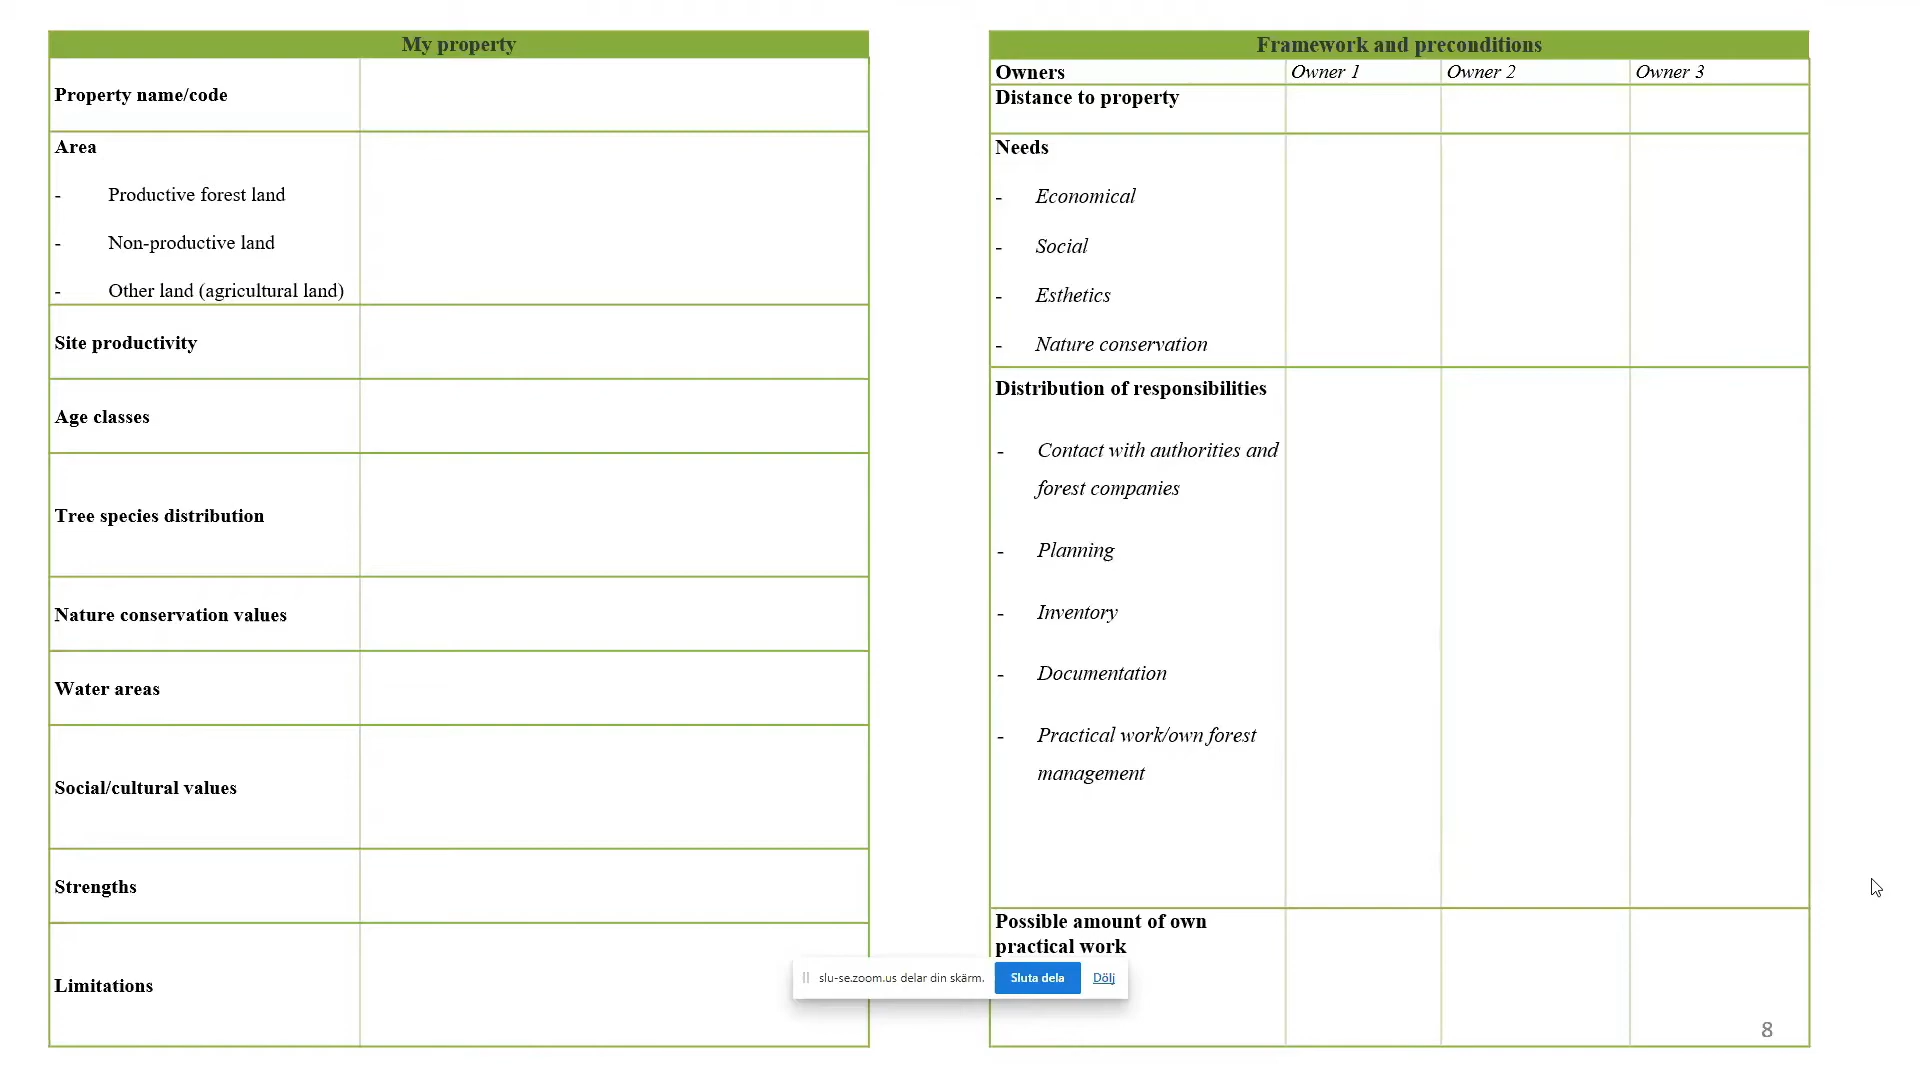 My property
Property name/code
Area
- Productive forest land
- Non-productive land
- Other land (agricultural land)
Site productivity
Age classes
Tree species distribution
Nature conservation values
Water areas
Social/cultural values
Strengths
Limitations
Framework and preconditions
Owners Owner 1 Owner 2 Owner 3
Distance to property
Needs
- Economical
- Social
- Esthetics
- Nature conservation
Distribution of responsibilities
- Contact with authorities and
forest companies
- Planning
- Inventory
- Documentation
- Practical work/own forest
management
Possible amount of own
practical work
slu-se.zoom.us delar din skärm. Sluta dela Dölj
8